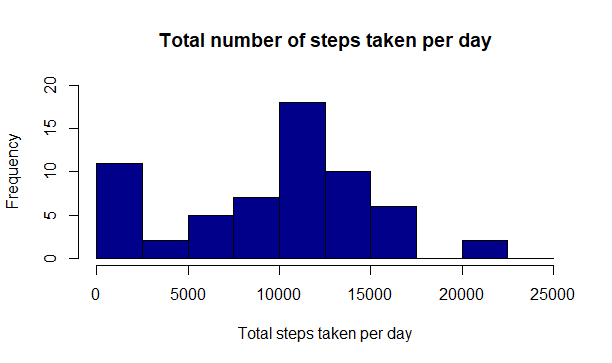 Total number of steps taken per day
Frequency
20
15
10
5
0
0 5000 10000 15000 20000 25000
Total steps taken per day